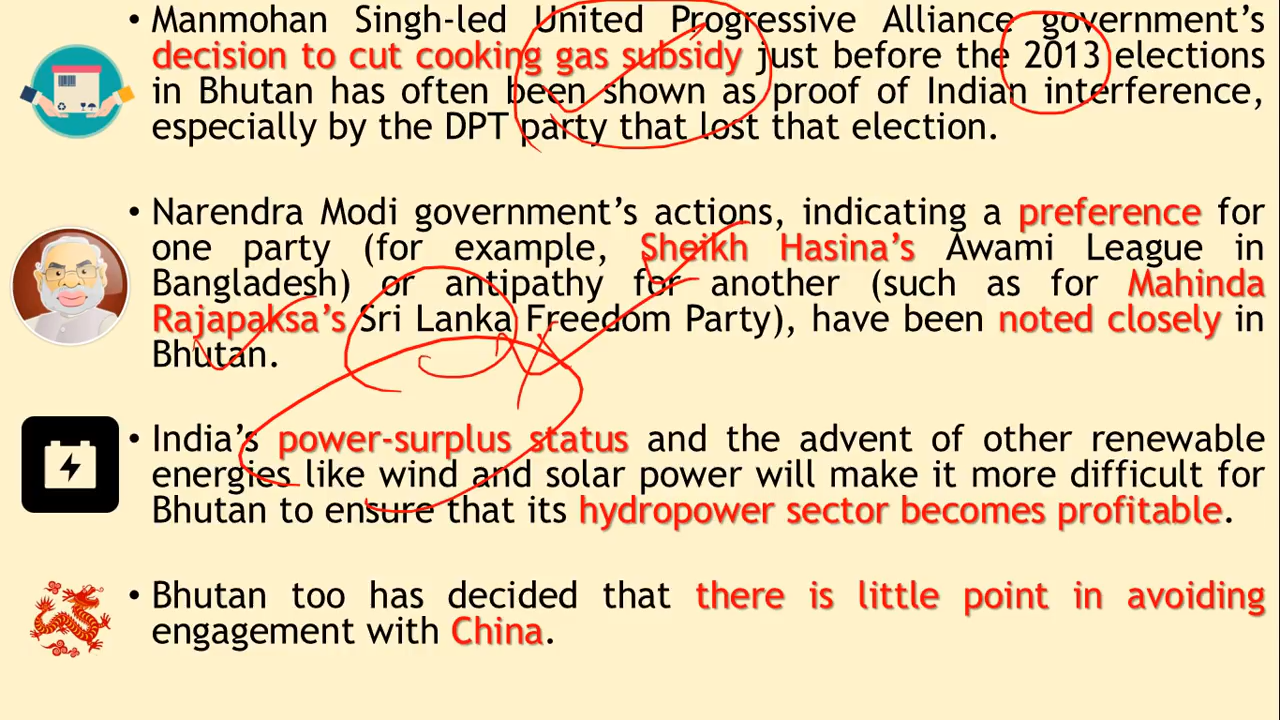 • Manmohan Singh-led United Progressive Alliance government’s
decision to cut cooking gas subsidy just before the 2013 elections
in Bhutan has often been shown as proof of Indian interference,
especially by the DPT party that lost that election.
• Narendra Modi government’s actions, indicating a preference for
one party (for example, Sheikh Hasina’s Awami League in
Bangladesh) or antipathy for another (such as for Mahinda
Rajapaksa’s Sri Lanka Freedom Party), have been noted closely in
Bhutan.
• India’s power-surplus status and the advent of other renewable
energies like wind and solar power will make it more difficult for
Bhutan to ensure that its hydropower sector becomes profitable.
• Bhutan too has decided that there is little point in avoiding
engagement with China.